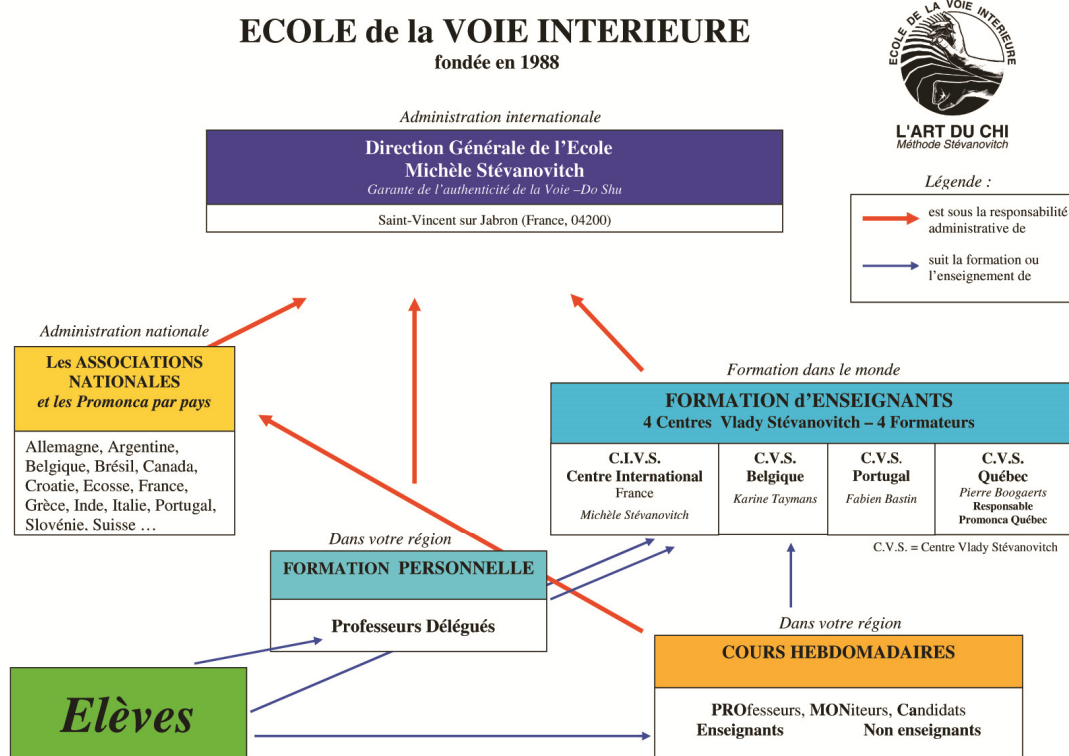 ECOLE de la VOIE INTERIEURE
fondée en 1988
ECOLE DE LA VOIE INTERIEURE
L'ART DU CHI
Méthode Stévanovitch
Administration internationale
Direction Générale de l'Ecole
Michèle Stévanovitch
Garante de l'authenticité de la Voie –Do Shu
Saint-Vincent sur Jabron (France, 04200)
Légende :
est sous la responsabilité
administrative de
suit la formation ou
l'enseignement de
Administration nationale
Les ASSOCIATIONS
NATIONALES
et les Promonca par pays
Allemagne, Argentine,
Belgique, Brésil, Canada,
Croatie, Ecosse, France,
Grèce, Inde, Italie, Portugal,
Slovénie, Suisse …
Formation dans le monde
FORMATION d'ENSEIGNANTS
4 Centres Vlady Stévanovitch – 4 Formateurs
C.I.V.S.
Centre International
France
Michèle Stévanovitch
C.V.S.
Belgique
Karine Taymans
C.V.S.
Portugal
Fabien Bastin
C.V.S.
Québec
Pierre Boogaerts
Responsable
Promonca Québec
C.V.S. = Centre Vlady Stévanovitch
Dans votre région
FORMATION PERSONNELLE
Professeurs Délégués
Dans votre région
COURS HEBDOMADAIRES
PROfesseurs, MONiteurs, Candidats
Enseignants Non enseignants
Elèves